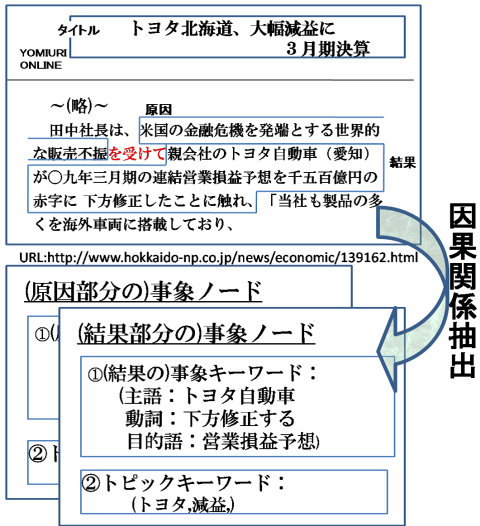 タイトル
トヨタ北海道、大幅減益に
3月期決算
YOMIURI
ONLINE
~(略)~
原因
田中社長は、米国の金融危機を発端とする世界的
な販売不振を受けて親会社のトヨタ自動車（愛知）
が〇九年三月期の連結営業損益予想を千五百億円の
赤字に下方修正したことに触れ、「当社も製品の多
くを海外車両に搭載しており、
結果
URL:http://www.hokkaido-np.co.jp/news/economic/139162.html
因果関係抽出
(原因部分の)事象ノード
①(
②ト
(結果部分の)事象ノード
①(結果の)事象キーワード：
(主語：トヨタ自動車
動詞：下方修正する
目的語：営業損益予想)
②トピックキーワード：
(トヨタ,減益,)